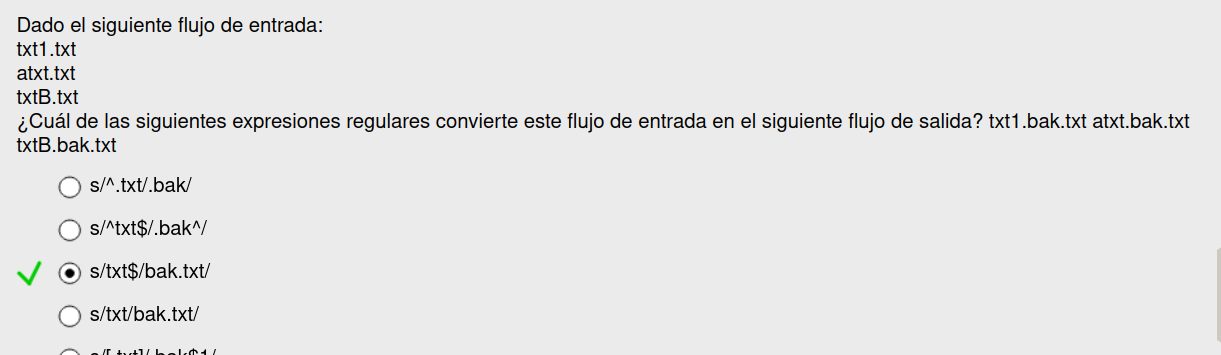 Dado el siguiente flujo de entrada:
txt1.txt
atxt.txt
txtB.txt
¿Cuál de las siguientes expresiones regulares convierte este flujo de entrada en el siguiente flujo de salida? txt1.bak.txt atxt.bak.txt
txtB.bak.txt
s/^.txt/.bak/
s/^txt$/.bak^/
s/txt$/bak.txt/
s/txt/bak.txt/